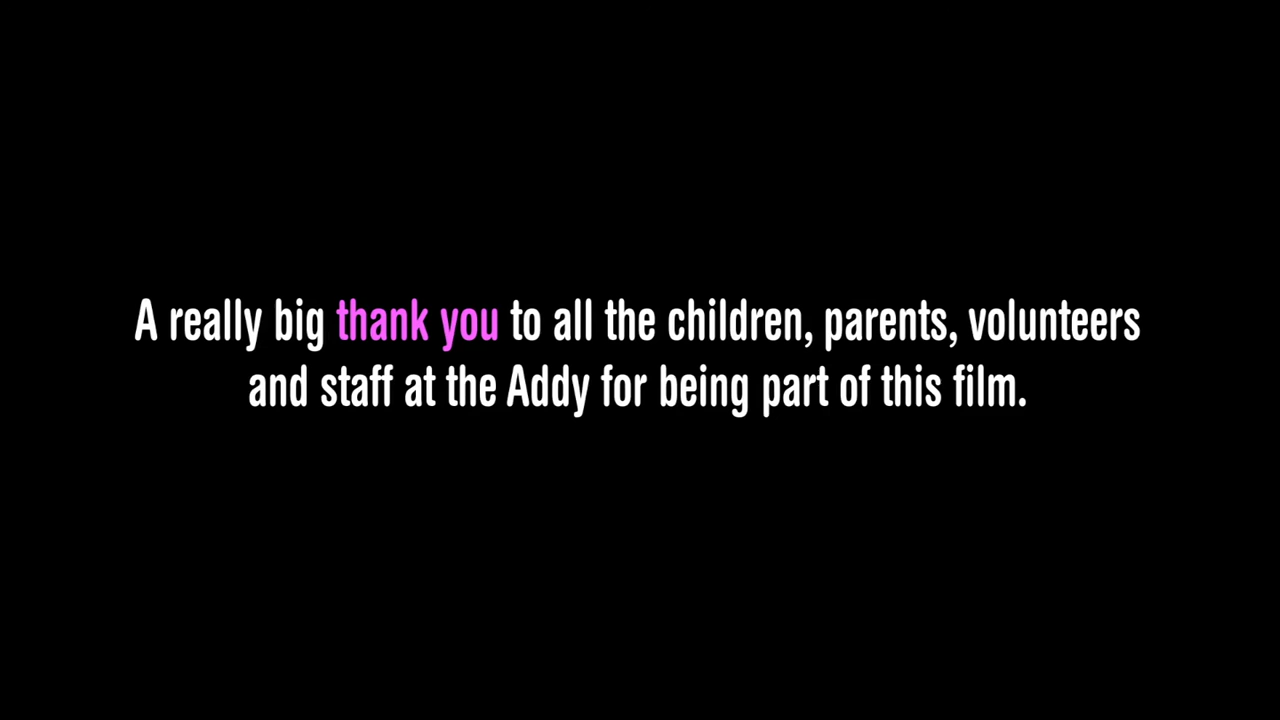 A really big thank you to all the children, parents, volunteers
and staff at the Addy for being part of this film.